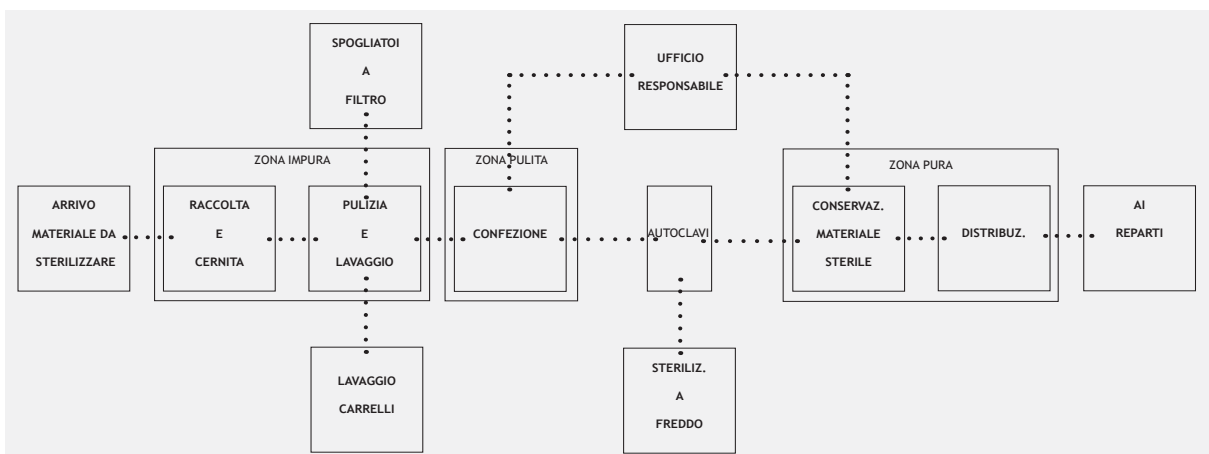 SPOGLIATOI
A
FILTRO
UFFICIO
RESPONSABILE
ZONA IMPURA
ZONA PULITA
ZONA PURA
ARRIVO
MATERIALE DA
STERILIZZARE
RACCOLTA
E
CERNITA
PULIZIA
E
LAVAGGIO
CONFEZIONE
AUTOCLAVI
CONSERVAZ.
MATERIALE
STERILE
DISTRIBUZ.
AI
REPARTI
LAVAGGIO
CARRELLI
STERILIZ.
A
FREDDO